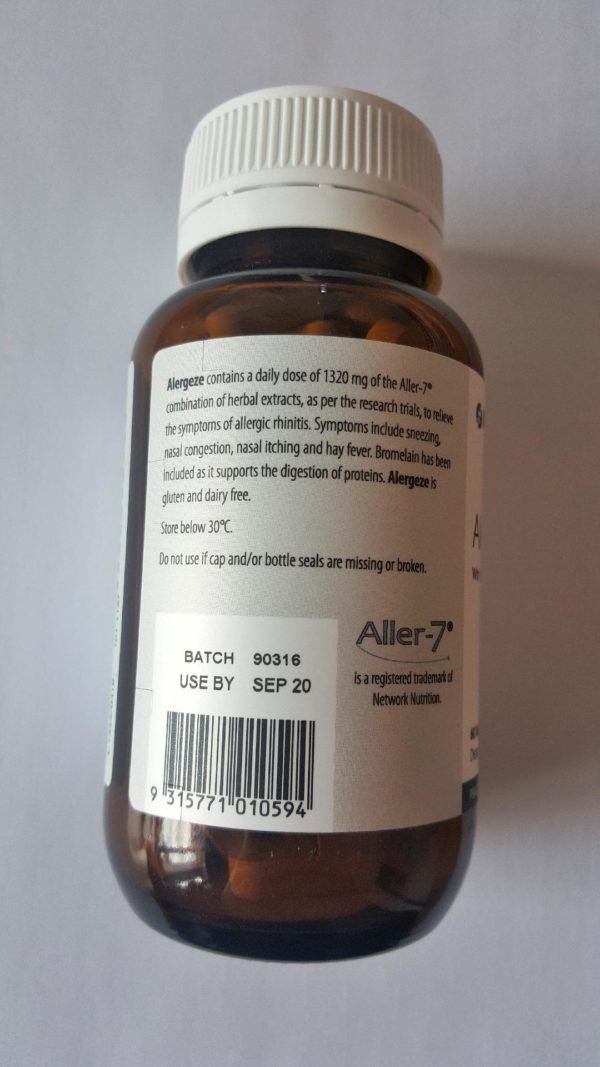 Alergeze contains a daily dose of 1320 mg of the Aller-7®
combination of herbal extracts, as per the research trials, to relieve
the symptoms of allergic rhinitis. Symptoms include sneezing,
nasal congestion, nasal itching and hay fever. Bromelain has been
included as it supports the digestion of proteins. Alergeze is
gluten and dairy free.
Store below 30°C.
Do not use if cap and/or bottle seals are missing or broken.
Aller-7®
is a registered trademark of
Network Nutrition.
BATCH 90316
USE BY SEP 20
9 315771 010594